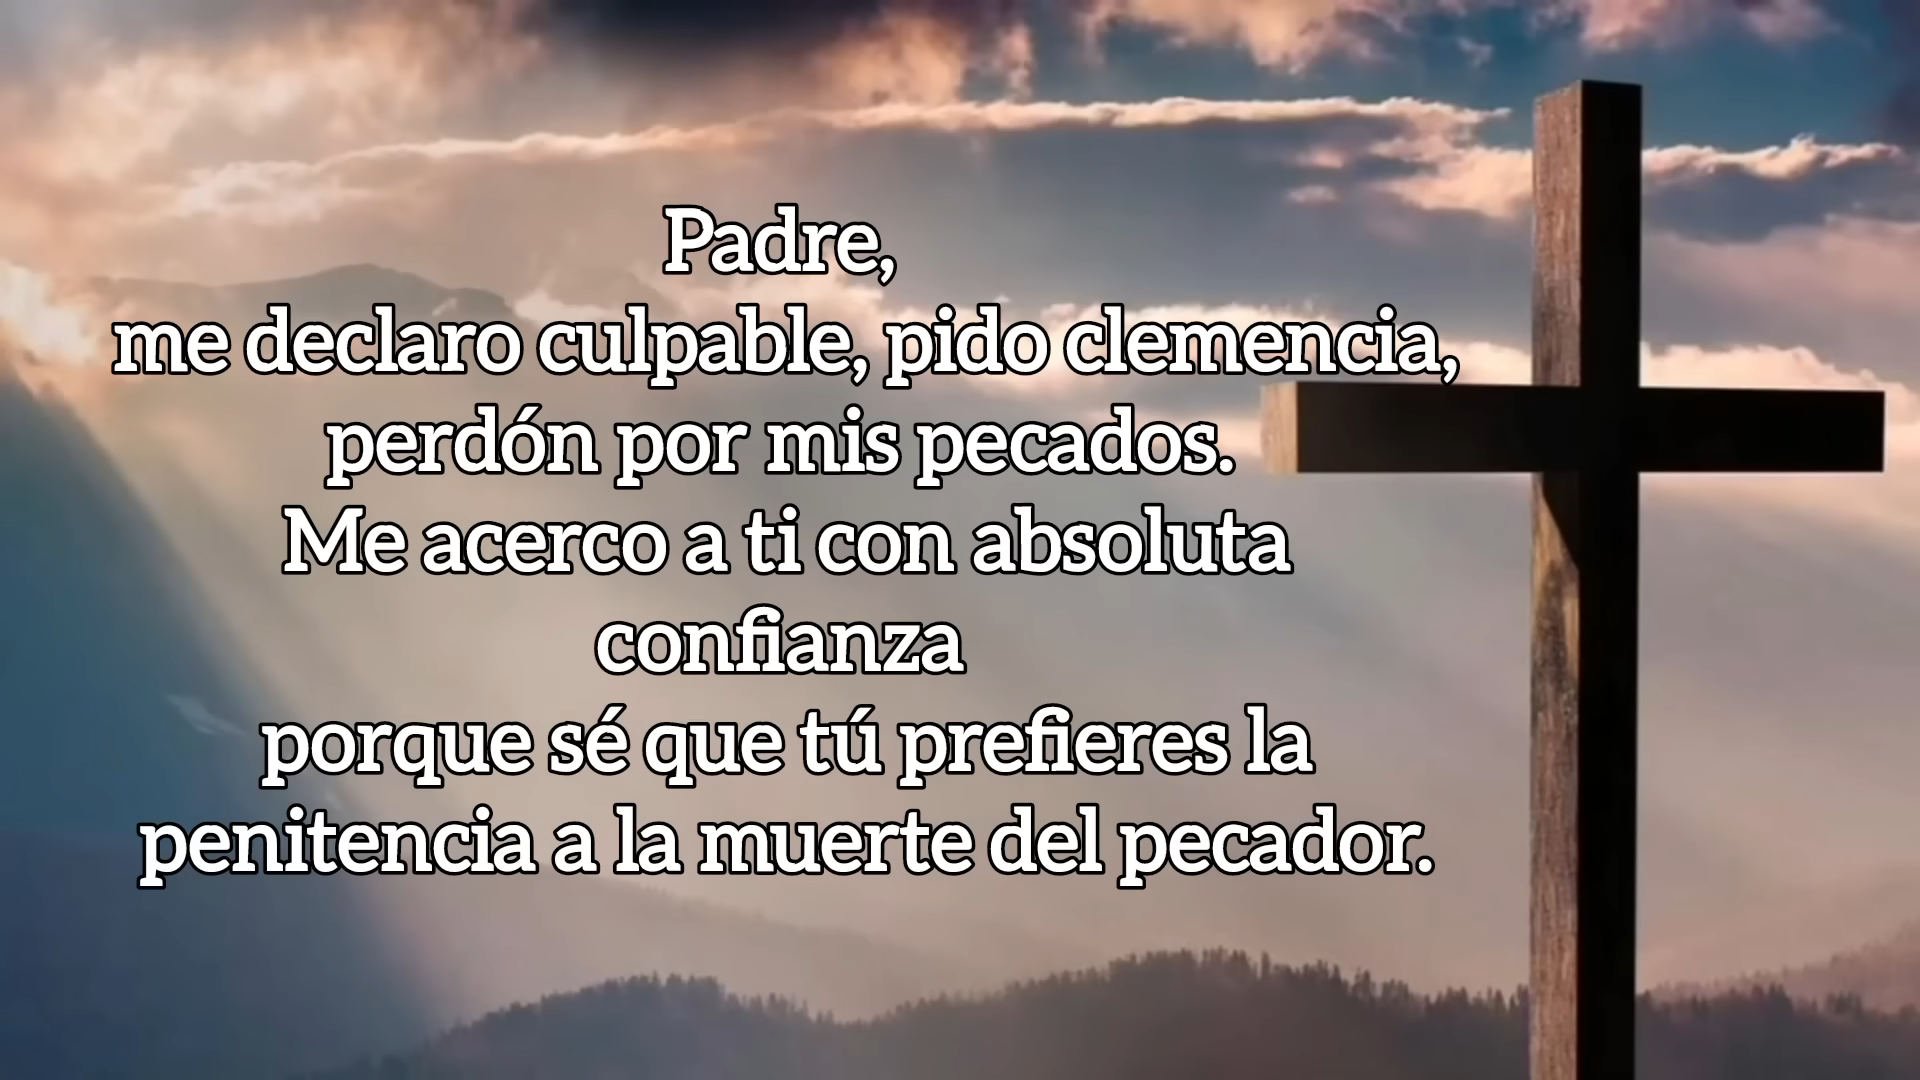 Padre,
me declaro culpable, pido clemencia,
perdón por mis pecados.
Me acerco a ti con absoluta
confianza
porque sé que tú prefieres la
penitencia a la muerte del pecador.